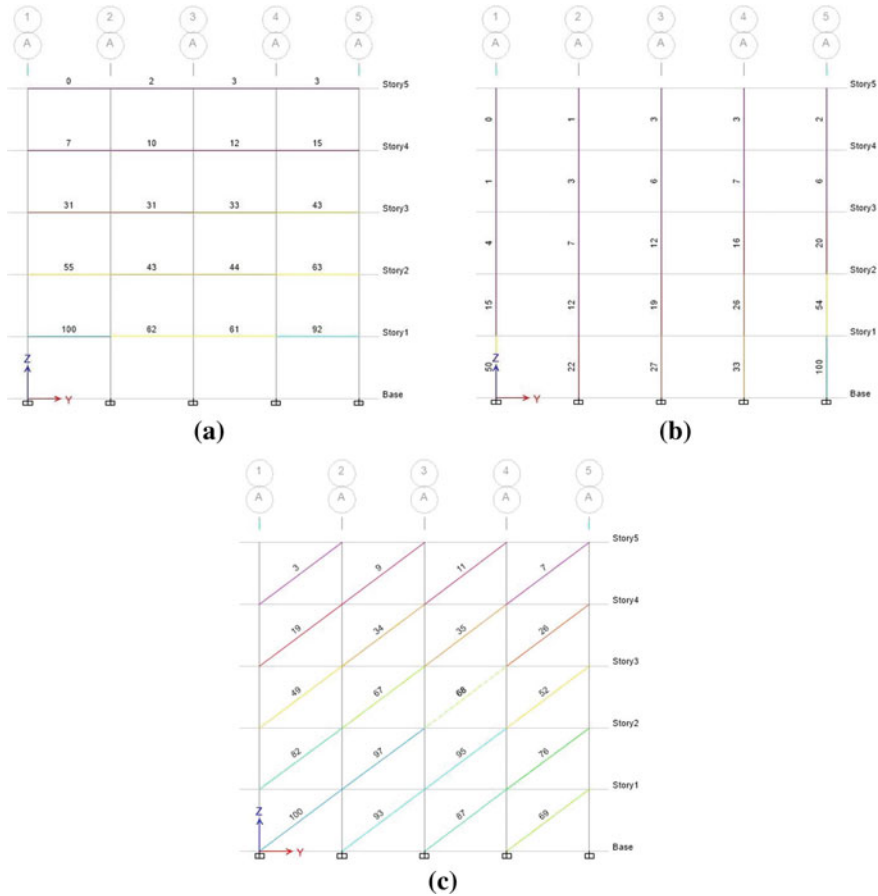 1 2 3 4 5
A A A A A
0 2 3 3 Story5
7 10 12 15 Story4
31 31 33 43 Story3
55 43 44 63 Story2
100 62 61 92 Story1
Z
Y
Base
(a)
1 2 3 4 5
A A A A A
Story5
0 1 3 3 2
Story4
1 3 6 7 6
Story3
4 7 12 16 20
Story2
15 12 19 26 54
Story1
50 22 27 33 100
Z
Y
Base
(b)
1 2 3 4 5
A A A A A
Story5
3 9 11 7
Story4
19 34 35 26
Story3
49 67 68 52
Story2
82 97 95 76
Story1
100 93 87 69
Z
Y
Base
(c)